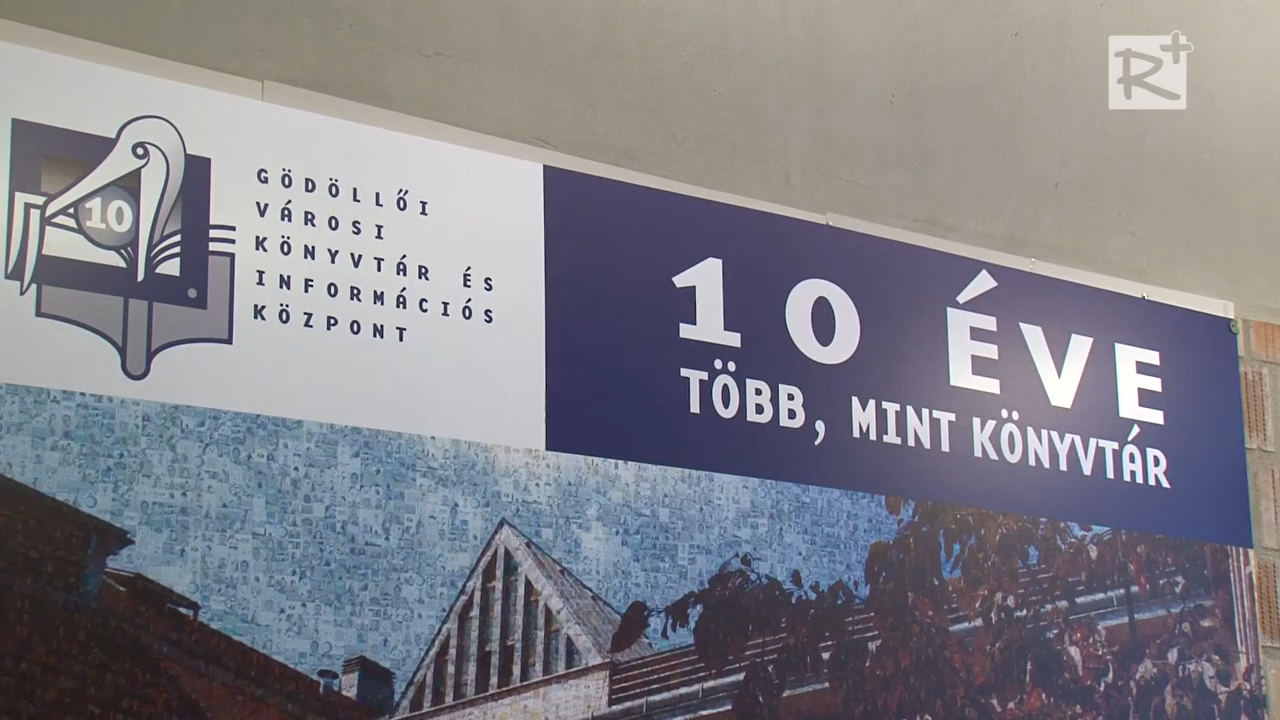 R+
10
GÖDÖLLŐI
VÁROSI
KÖNYVTÁR ÉS
INFORMÁCIÓS
KÖZPONT
10 ÉVE
TÖBB, MINT KÖNYVTÁR